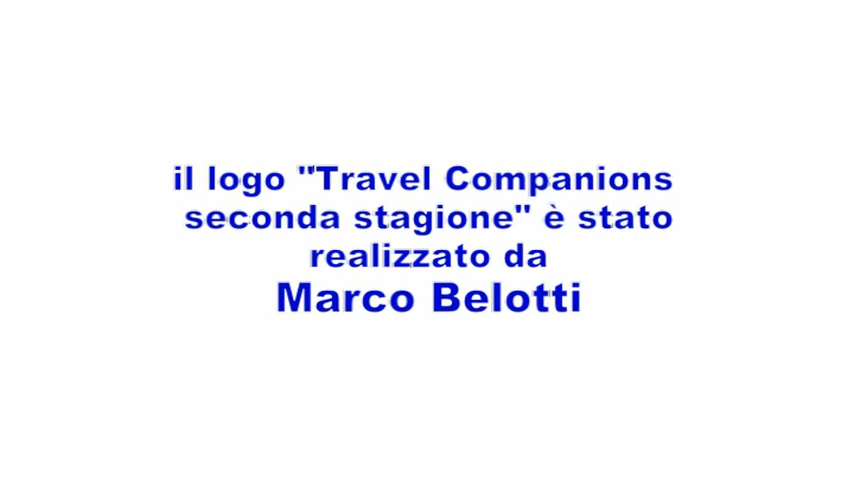 il logo "Travel Companions
seconda stagione" è stato
realizzato da
Marco Belotti